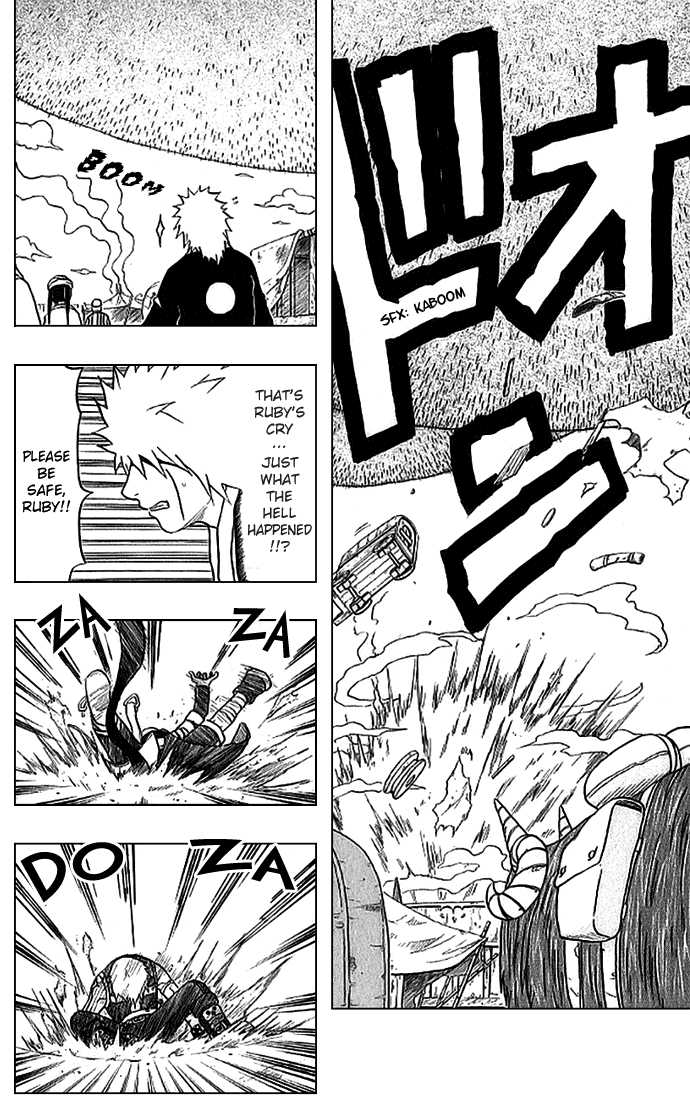 ドオン
SFX: KABOOM
BOOM
THAT'S
RUBY'S
CRY
...
JUST
WHAT
THE
HELL
HAPPENED
!!?
PLEASE
BE
SAFE,
RUBY!!
ZA ZA
DO ZA